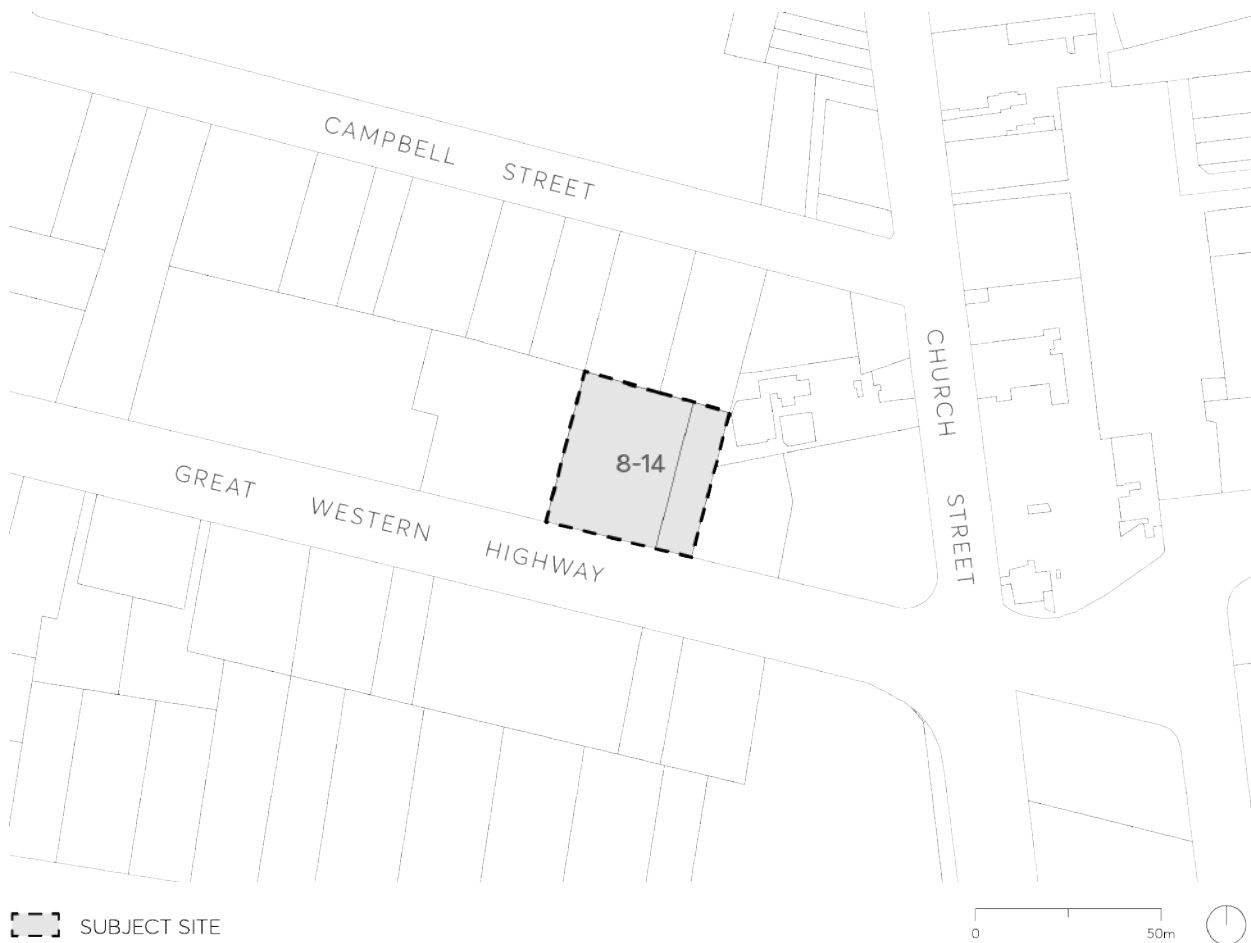 CAMPBELL STREET
CHURCH STREET
8-14
GREAT WESTERN HIGHWAY
SUBJECT SITE
0 50m